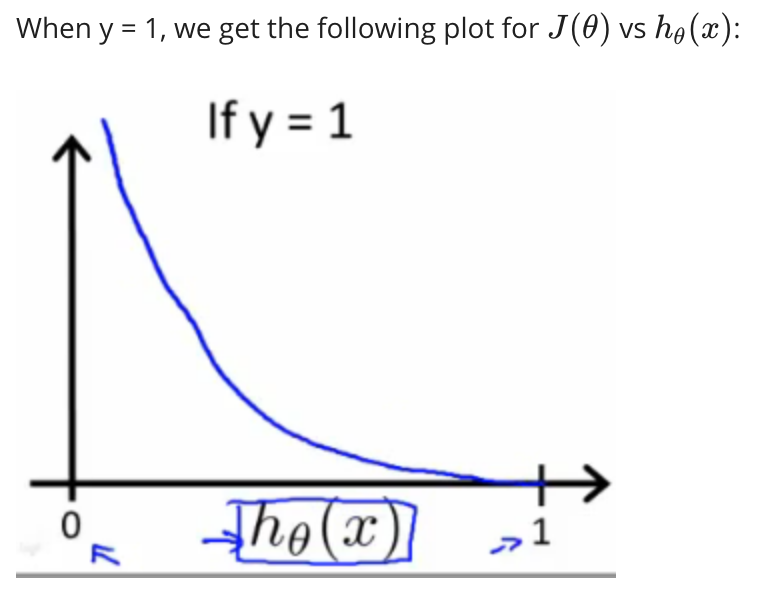 When y = 1, we get the following plot for J(θ) vs hθ(x):
If y = 1
0
hθ(x)
1